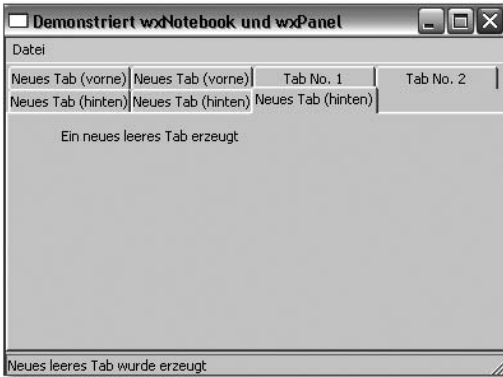 Demonstriert wxNotebook und wxPanel
Datei
Neues Tab (vorne) Neues Tab (vorne) Tab No. 1 Tab No. 2
Neues Tab (hinten) Neues Tab (hinten) Neues Tab (hinten)
Ein neues leeres Tab erzeugt
Neues leeres Tab wurde erzeugt